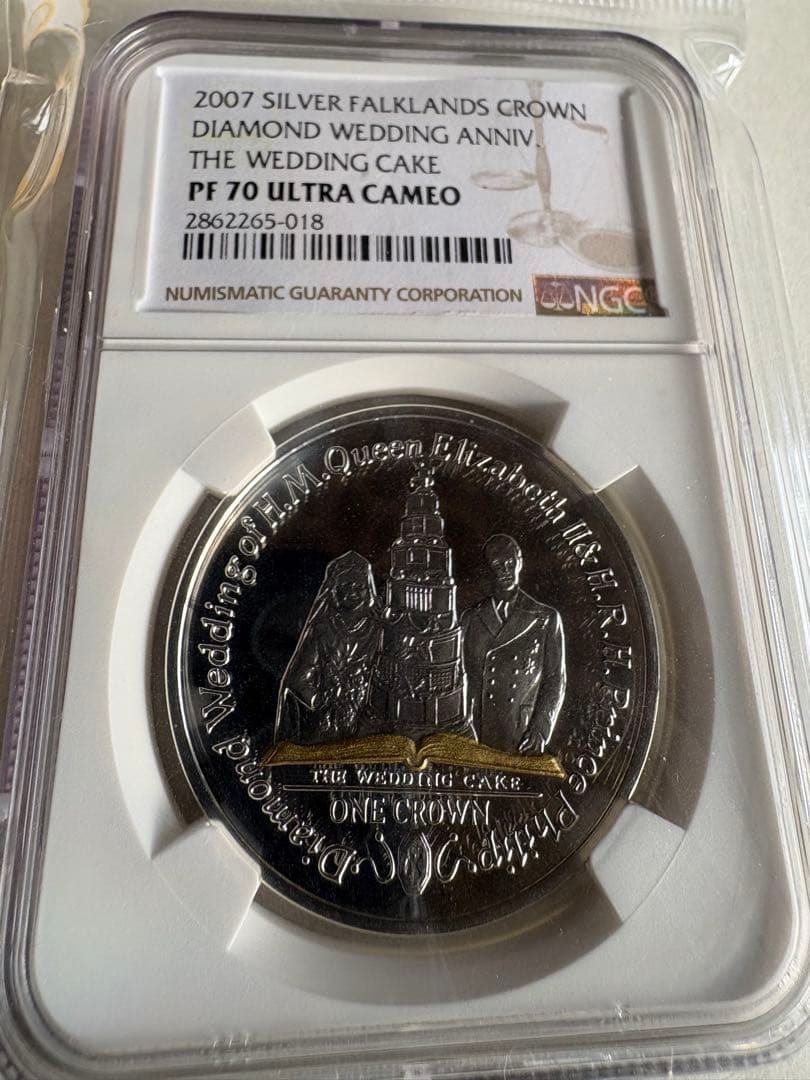 2007 SILVER FALKLANDS CROWN
DIAMOND WEDDING ANNIV.
THE WEDDING CAKE
PF 70 ULTRA CAMEO
2862265-018
NUMISMATIC GUARANTY CORPORATION
NGC
Diamond Wedding of H.M. Queen Elizabeth II & H.R.H. Prince Philip
THE WEDDING CAKE
ONE CROWN